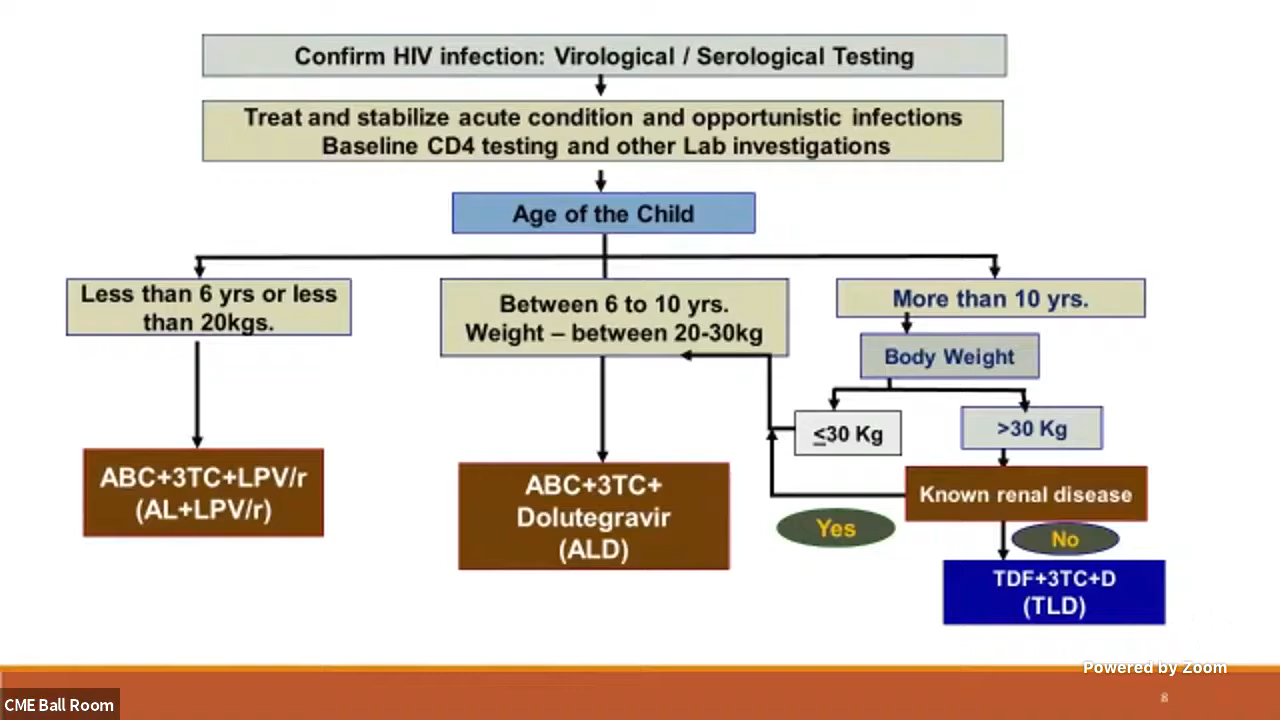 Confirm HIV infection: Virological / Serological Testing
Treat and stabilize acute condition and opportunistic infections
Baseline CD4 testing and other Lab investigations
Age of the Child
Less than 6 yrs or less
than 20kgs.
Between 6 to 10 yrs.
Weight – between 20-30kg
More than 10 yrs.
Body Weight
≤30 Kg
>30 Kg
ABC+3TC+LPV/r
(AL+LPV/r)
ABC+3TC+
Dolutegravir
(ALD)
Known renal disease
Yes
No
TDF+3TC+D
(TLD)
Powered by Zoom
8
CME Ball Room